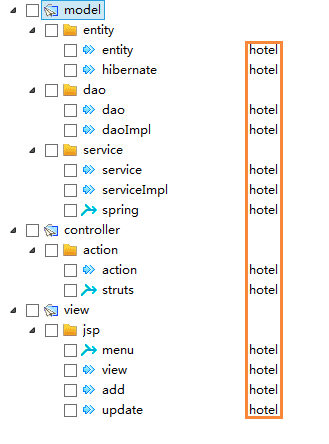 model
entity
entity hotel
hibernate hotel
dao
dao hotel
daoImpl hotel
service
service hotel
serviceImpl hotel
spring hotel
controller
action
action hotel
struts hotel
view
jsp
menu hotel
view hotel
add hotel
update hotel